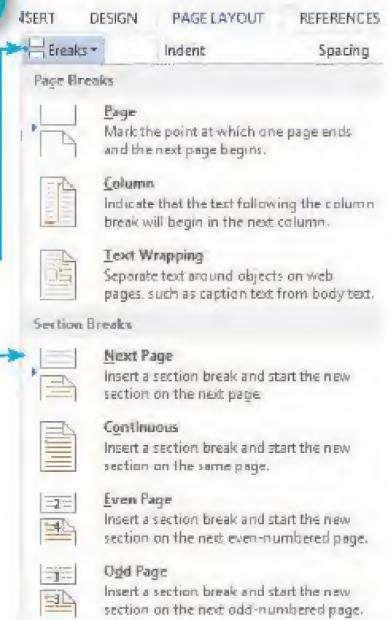 NSERT DESIGN PAGE LAYOUT REFERENCES
Breaks Indent Spacing
Page Breaks
Page
Mark the point at which one page ends
and the next page begins.
Column
Indicate that the text following the column
break will begin in the next column.
Text Wrapping
Separate text around objects on web
pages, such as caption text from body text.
Section Breaks
Next Page
Insert a section break and start the new
section on the next page.
Continuous
Insert a section break and start the new
section on the same page.
2
4
Even Page
Insert a section break and start the new
section on the next even-numbered page.
1
3
Odd Page
Insert a section break and start the new
section on the next odd-numbered page.